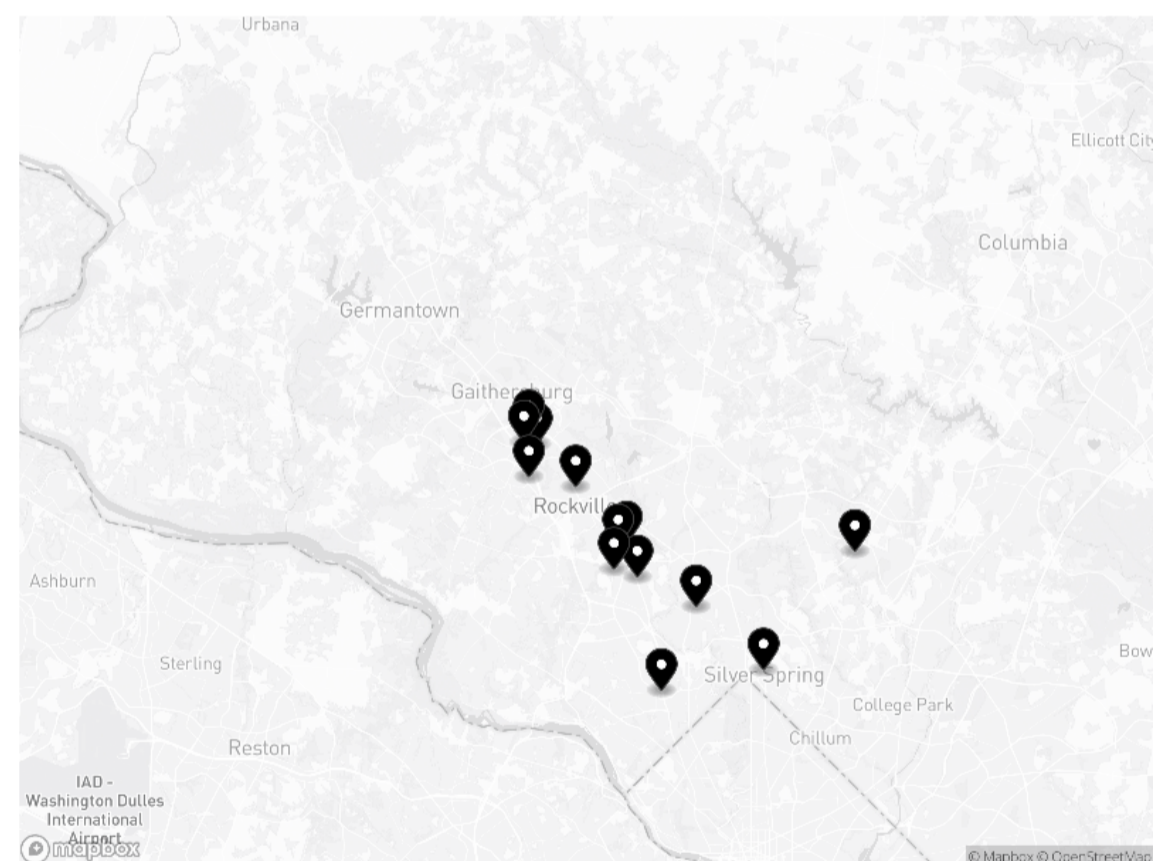 Urbana
Ellicott City
Columbia
Germantown
Gaithersburg
Rockville
Ashburn
Sterling
Silver Spring
Bow
College Park
Chillum
Reston
IAD -
Washington Dulles
International
Airport
mapbox
© Mapbox © OpenStreetMap